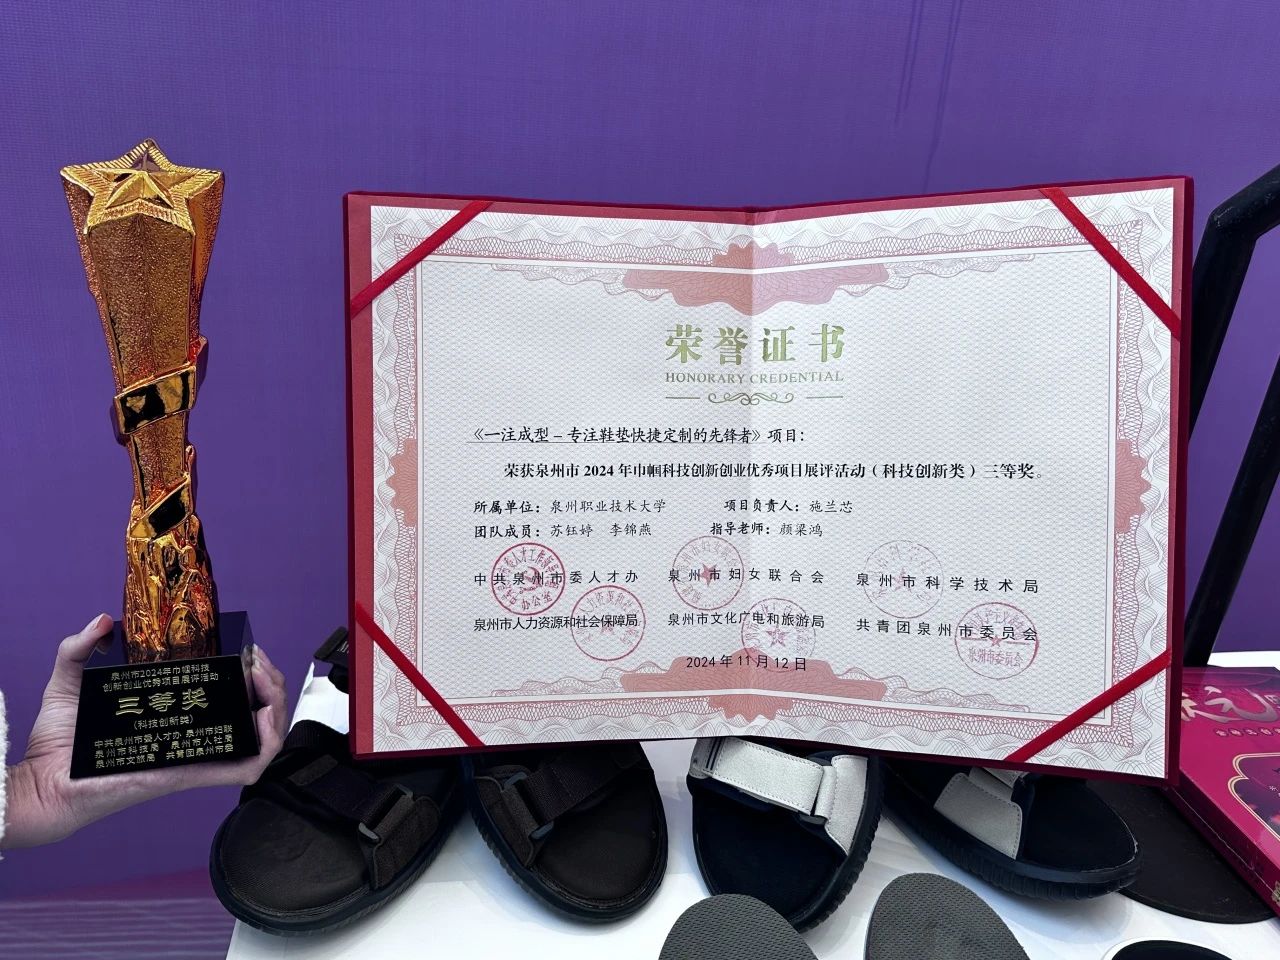 荣誉证书
HONORARY CREDENTIAL
《一注成型－专注鞋垫快捷定制的先锋者》项目：
荣获泉州市2024年巾帼科技创新创业优秀项目展评活动（科技创新类）三等奖。
所属单位：泉州职业技术大学 项目负责人：施兰芯
团队成员：苏钰婷 李锦燕 指导老师：颜梁鸿
中共泉州市委人才办 泉州市妇女联合会 泉州市科学技术局
泉州市人力资源和社会保障局 泉州市文化广电和旅游局 共青团泉州市委员会
2024年11月12日
泉州市2024年巾帼科技
创新创业优秀项目展评活动
三等奖
（科技创新类）
中共泉州市委人才办 泉州市妇联
泉州市科技局 泉州市人社局
泉州市文旅局 共青团泉州市委